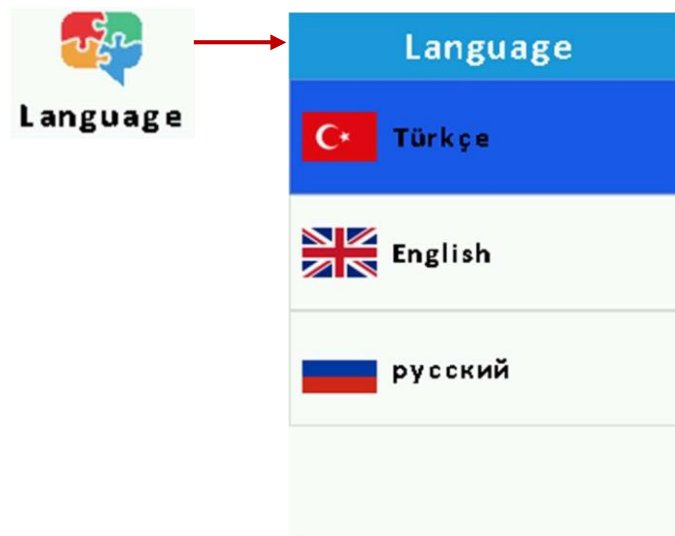 Language
Language
Türkçe
English
русский